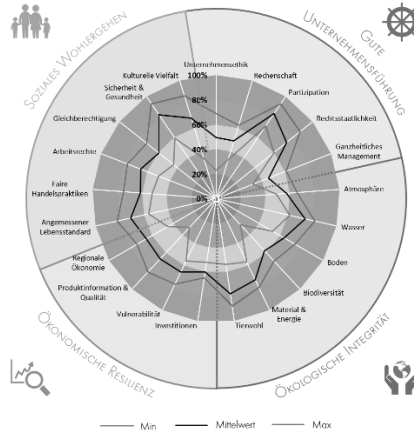 SOZIALES WOHLERGEHEN
GUTE
UNTERNEHMENSFÜHRUNG
Unternehmensethik
Kulturelle Vielfalt
100%
Rechenschaft
Sicherheit &
Gesundheit
80%
Partizipation
Gleichberechtigung
60%
Rechtsstaatlichkeit
Arbeitsrechte
40%
Ganzheitliches
Management
Faire
Handelspraktiken
20%
Atmosphäre
0%
Angemessener
Lebensstandard
Wasser
Regionale
Ökonomie
Boden
Produktinformation &
Qualität
Biodiversität
Vulnerabilität
Material &
Energie
Investitionen
Tierwohl
ÖKONOMISCHE RESILIENZ
ÖKOLOGISCHE INTEGRITÄT
Min
Mittelwert
Max